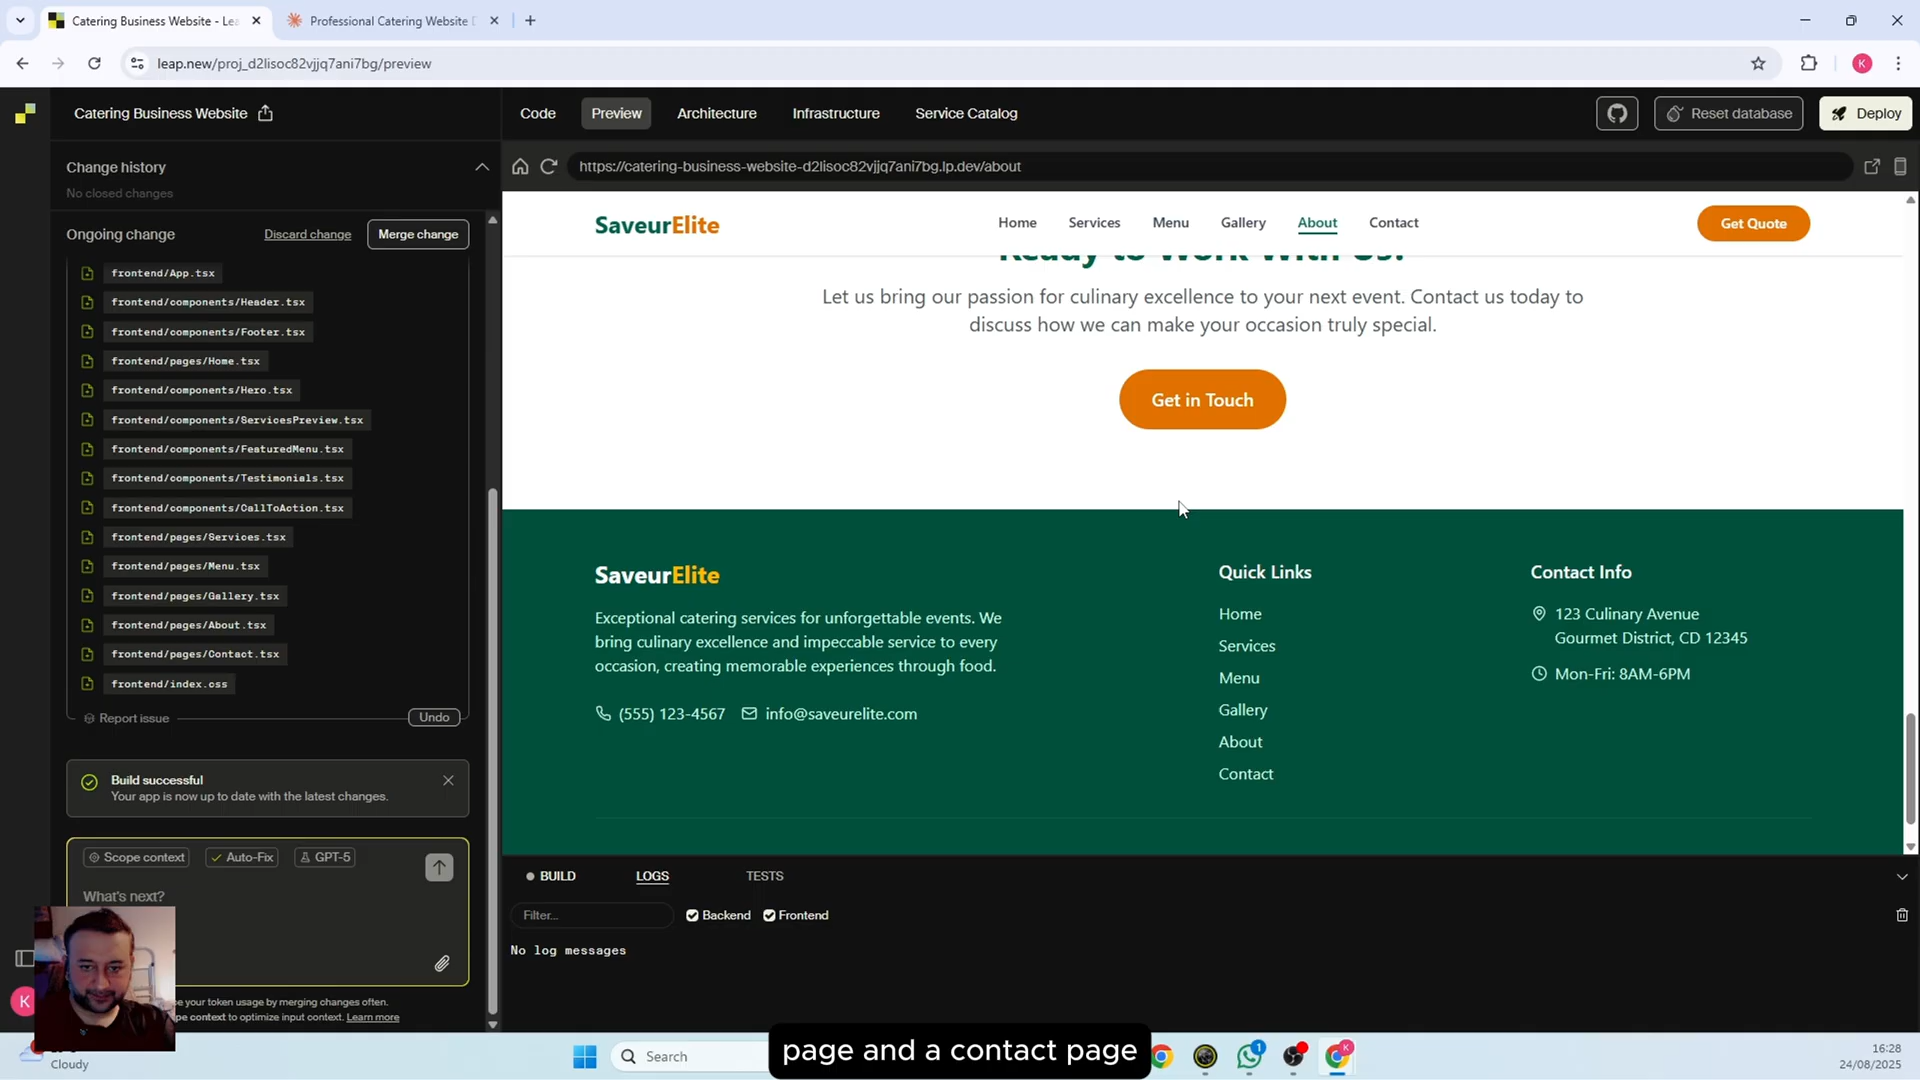 Catering Business Website - Lea
Professional Catering Website D
leap.new/proj_d2lisoc82vjjq7ani7bg/preview
K
Catering Business Website
Code
Preview
Architecture
Infrastructure
Service Catalog
Reset database
Deploy
Change history
No closed changes
https://catering-business-website-d2lisoc82vjjq7ani7bg.lp.dev/about
Ongoing change
Discard change
Merge change
frontend/App.tsx
frontend/components/Header.tsx
frontend/components/Footer.tsx
frontend/pages/Home.tsx
frontend/components/Hero.tsx
frontend/components/ServicesPreview.tsx
frontend/components/FeaturedMenu.tsx
frontend/components/Testimonials.tsx
frontend/components/CallToAction.tsx
frontend/pages/Services.tsx
frontend/pages/Menu.tsx
frontend/pages/Gallery.tsx
frontend/pages/About.tsx
frontend/pages/Contact.tsx
frontend/index.css
Report issue
Undo
Build successful
Your app is now up to date with the latest changes.
Scope context
Auto-Fix
GPT-5
What's next?
K
your token usage by merging changes often.
context to optimize input context. Learn more
SaveurElite
Home
Services
Menu
Gallery
About
Contact
Get Quote
Ready to Work With Us?
Let us bring our passion for culinary excellence to your next event. Contact us today to
discuss how we can make your occasion truly special.
Get in Touch
SaveurElite
Exceptional catering services for unforgettable events. We
bring culinary excellence and impeccable service to every
occasion, creating memorable experiences through food.
(555) 123-4567
info@saveurelite.com
Quick Links
Home
Services
Menu
Gallery
About
Contact
Contact Info
123 Culinary Avenue
Gourmet District, CD 12345
Mon-Fri: 8AM-6PM
BUILD
LOGS
TESTS
Filter...
Backend
Frontend
No log messages
page and a contact page
Cloudy
Search
1
K
16:28
24/08/2025